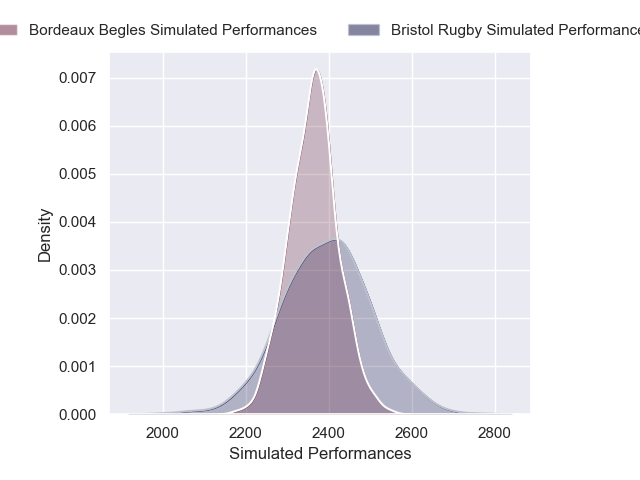 Bordeaux Begles Simulated Performances
Bristol Rugby Simulated Performance
0.007
0.006
0.005
0.004
0.003
0.002
0.001
0.000
Density
2000 2200 2400 2600 2800
Simulated Performances